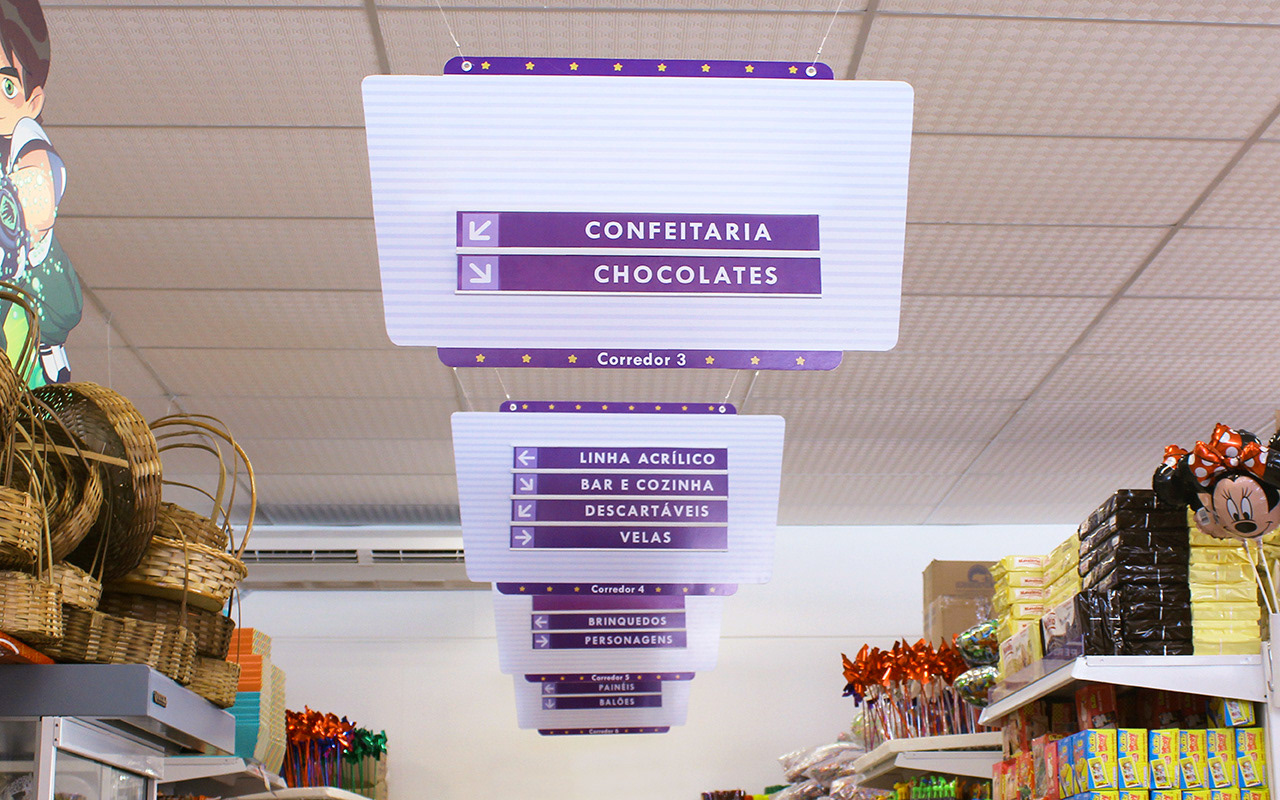 CONFEITARIA
CHOCOLATES
Corredor 3
LINHA ACRÍLICO
BAR E COZINHA
DESCARTÁVEIS
VELAS
Corredor 4
BRINQUEDOS
PERSONAGENS
Corredor 5
PAINÉIS
BALÕES
Corredor 6